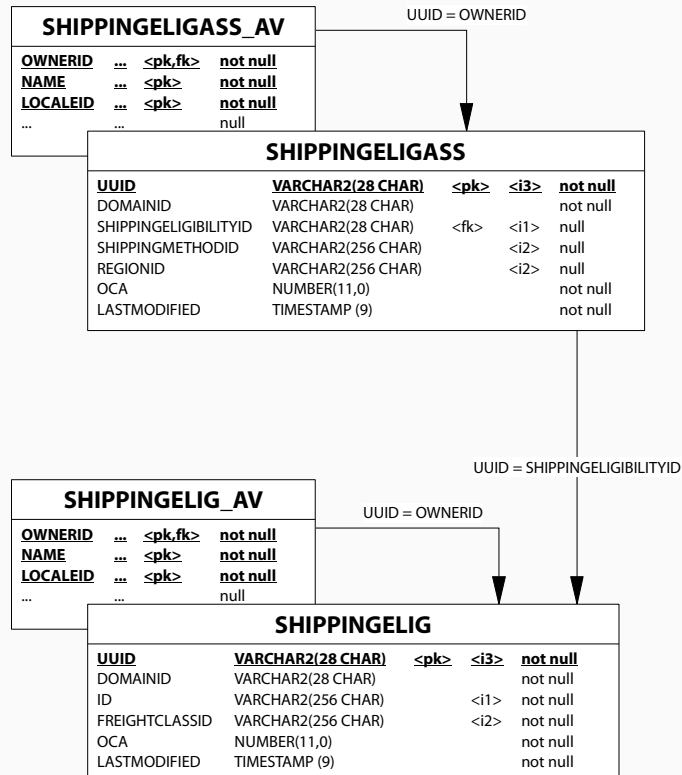 UUID = OWNERID
SHIPPINGELIGASS_AV
OWNERID ... <pk,fk> not null
NAME ... <pk> not null
LOCALEID ... <pk> not null
... ... null
SHIPPINGELIGASS
UUID VARCHAR2(28 CHAR) <pk> <i3> not null
DOMAINID VARCHAR2(28 CHAR) not null
SHIPPINGELIGIBILITYID VARCHAR2(28 CHAR) <fk> <i1> null
SHIPPINGMETHODID VARCHAR2(256 CHAR) <i2> null
REGIONID VARCHAR2(256 CHAR) <i2> null
OCA NUMBER(11,0) not null
LASTMODIFIED TIMESTAMP (9) not null
UUID = SHIPPINGELIGIBILITYID
SHIPPINGELIG_AV
UUID = OWNERID
OWNERID ... <pk,fk> not null
NAME ... <pk> not null
LOCALEID ... <pk> not null
... ... null
SHIPPINGELIG
UUID VARCHAR2(28 CHAR) <pk> <i3> not null
DOMAINID VARCHAR2(28 CHAR) not null
ID VARCHAR2(256 CHAR) <i1> not null
FREIGHTCLASSID VARCHAR2(256 CHAR) <i2> not null
OCA NUMBER(11,0) not null
LASTMODIFIED TIMESTAMP (9) not null